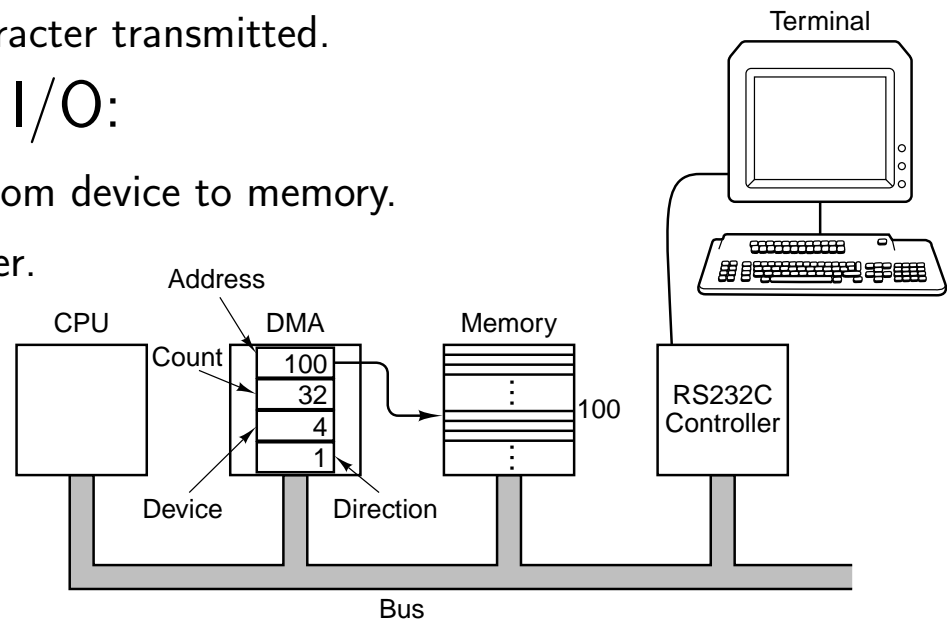 racter transmitted.
I/O:
om device to memory.
er.
Terminal
Address
CPU
DMA
Memory
Count
100
32
4
1
100
RS232C
Controller
Device
Direction
Bus